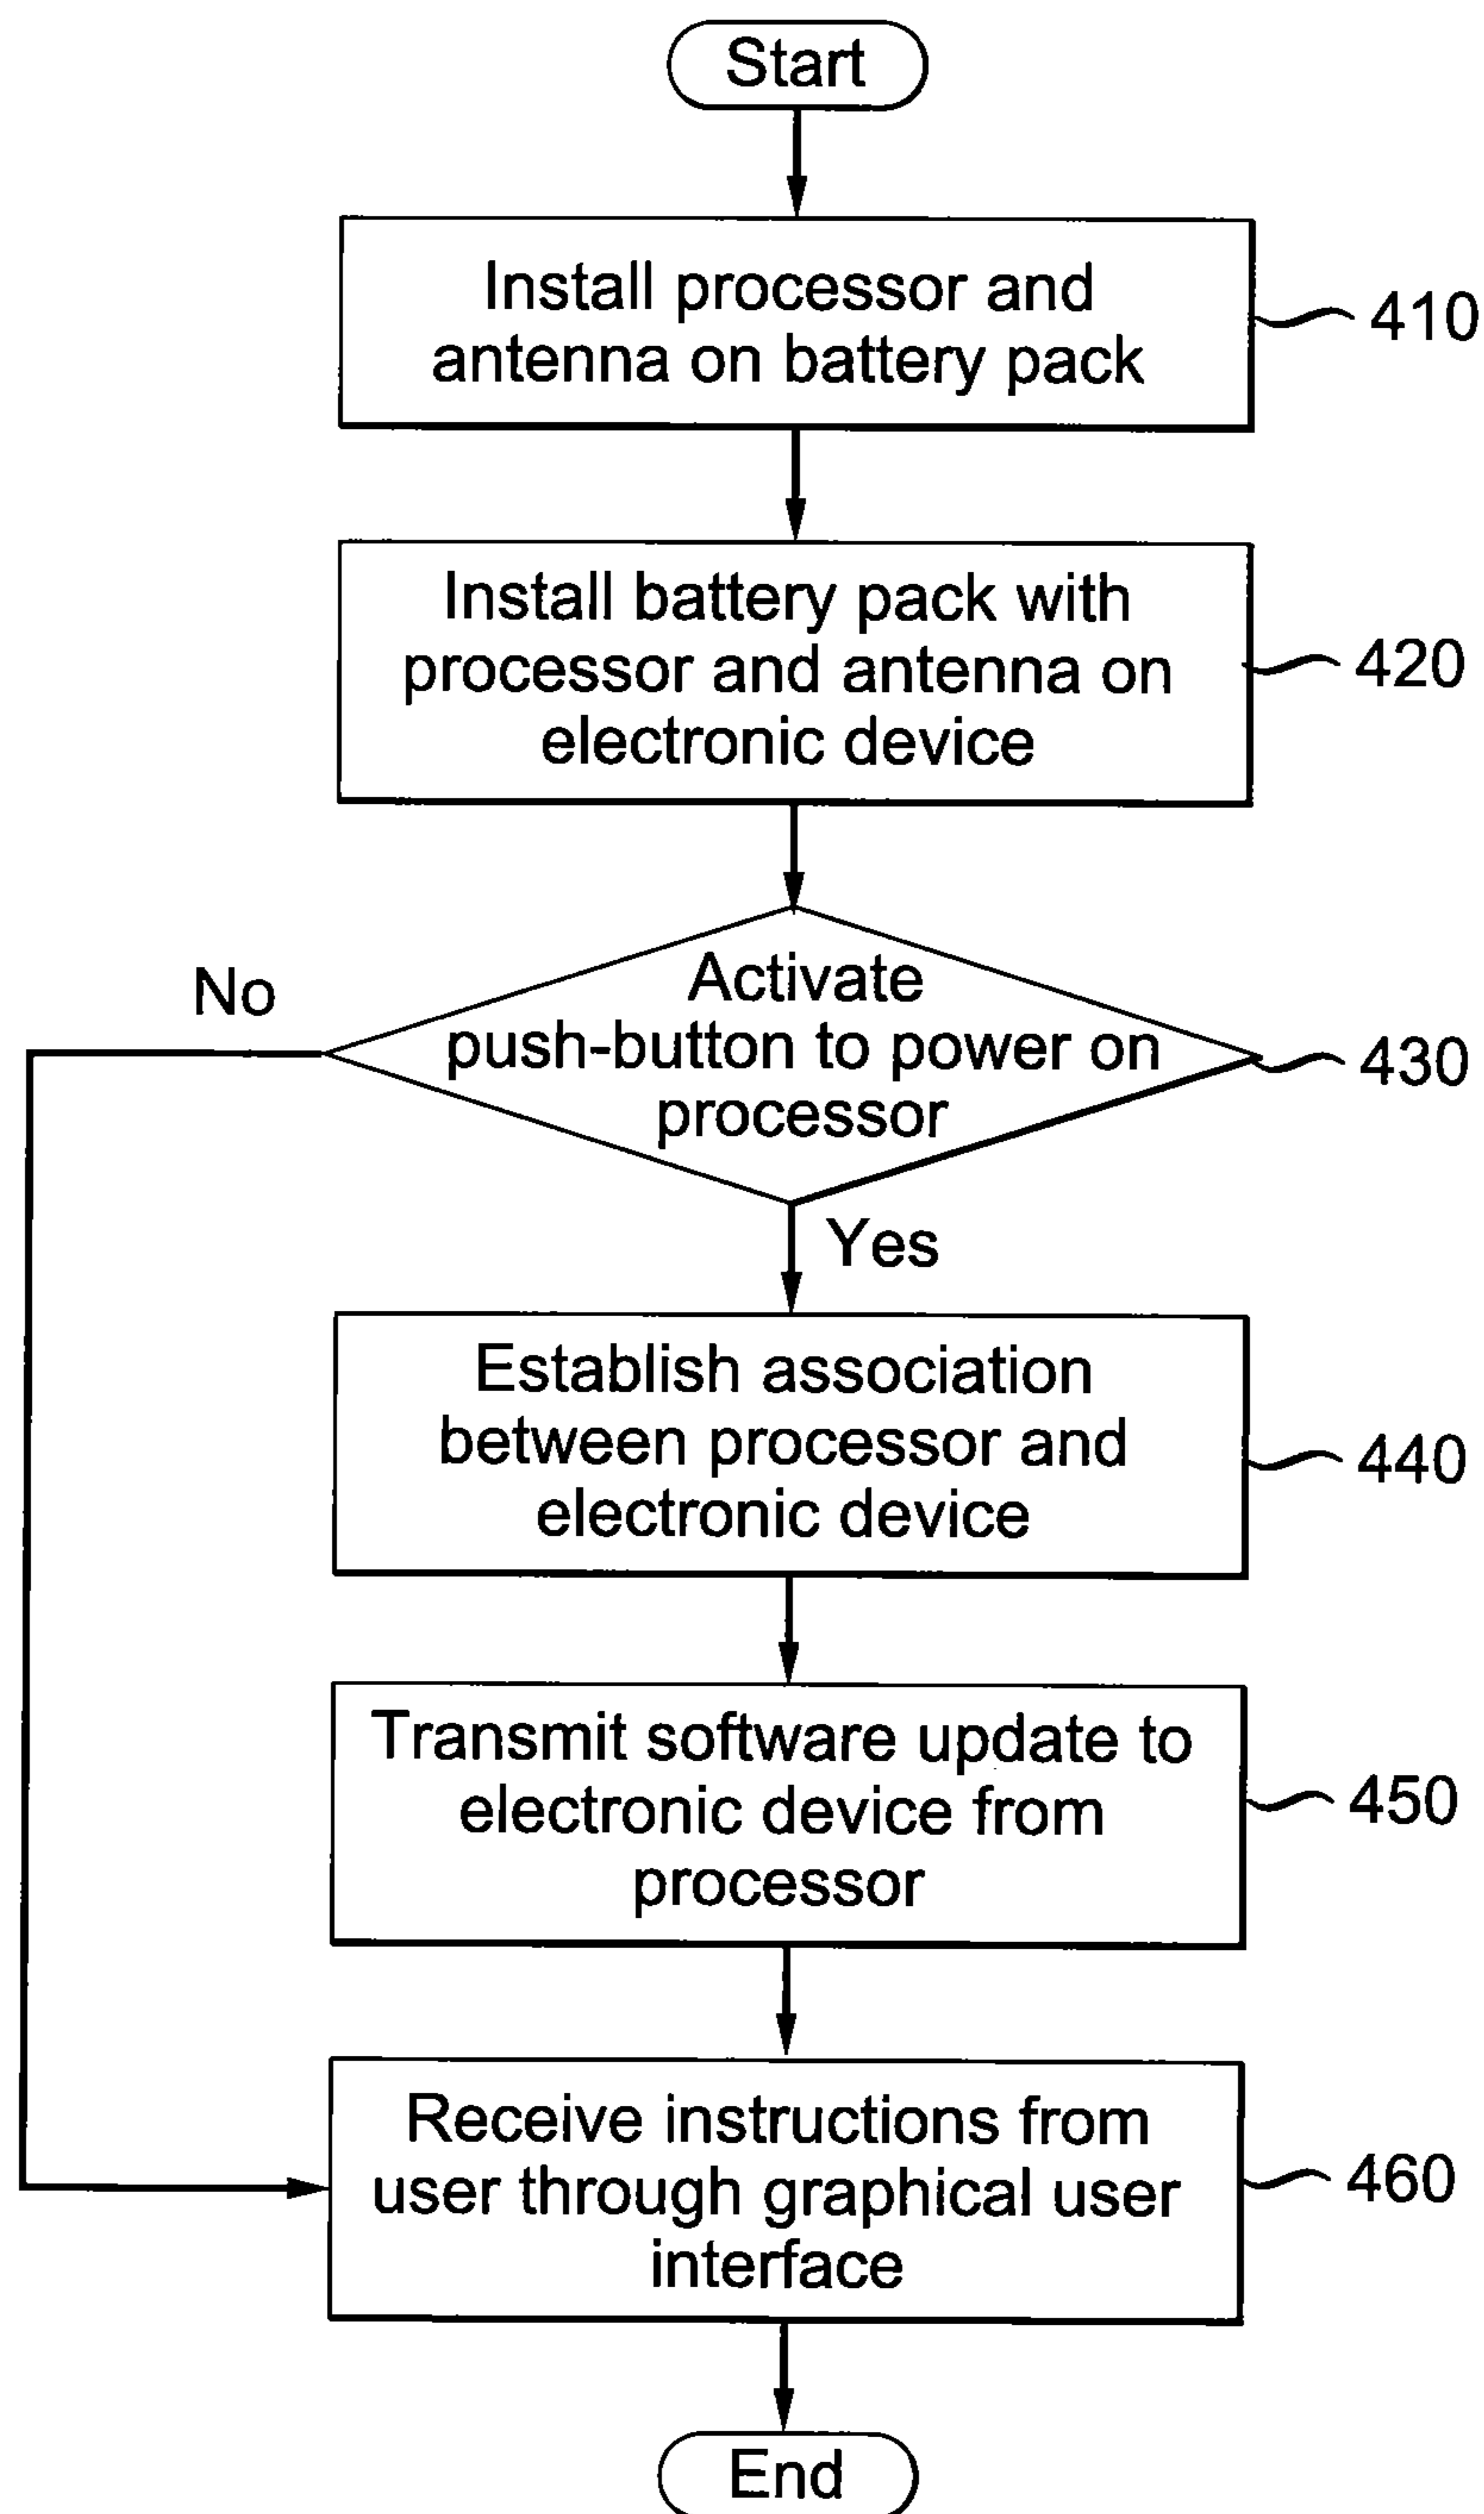 Start
Install processor and
antenna on battery pack
410
Install battery pack with
processor and antenna on
electronic device
420
No
Activate
push-button to power on
processor
430
Yes
Establish association
between processor and
electronic device
440
Transmit software update to
electronic device from
processor
450
Receive instructions from
user through graphical user
interface
460
End